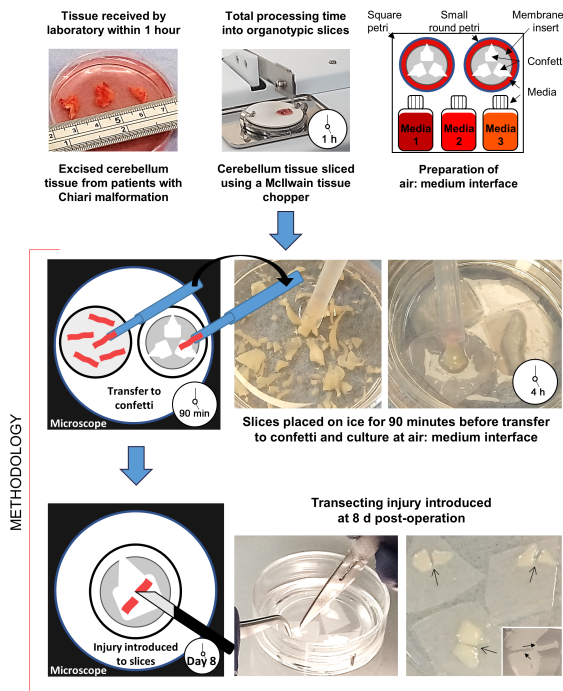 Tissue received by
laboratory within 1 hour
Total processing time
into organotypic slices
Square
petri
Small
round petri
Membrane
insert
Confetti
Media
1 h
Media
1
Media
2
Media
3
Excised cerebellum
tissue from patients with
Chiari malformation
Cerebellum tissue sliced
using a McIlwain tissue
chopper
Preparation of
air: medium interface
METHODOLOGY
Transfer to
confetti
90 min
Microscope
4 h
Slices placed on ice for 90 minutes before transfer
to confetti and culture at air: medium interface
Transecting injury introduced
at 8 d post-operation
Injury introduced
to slices
Day 8
Microscope